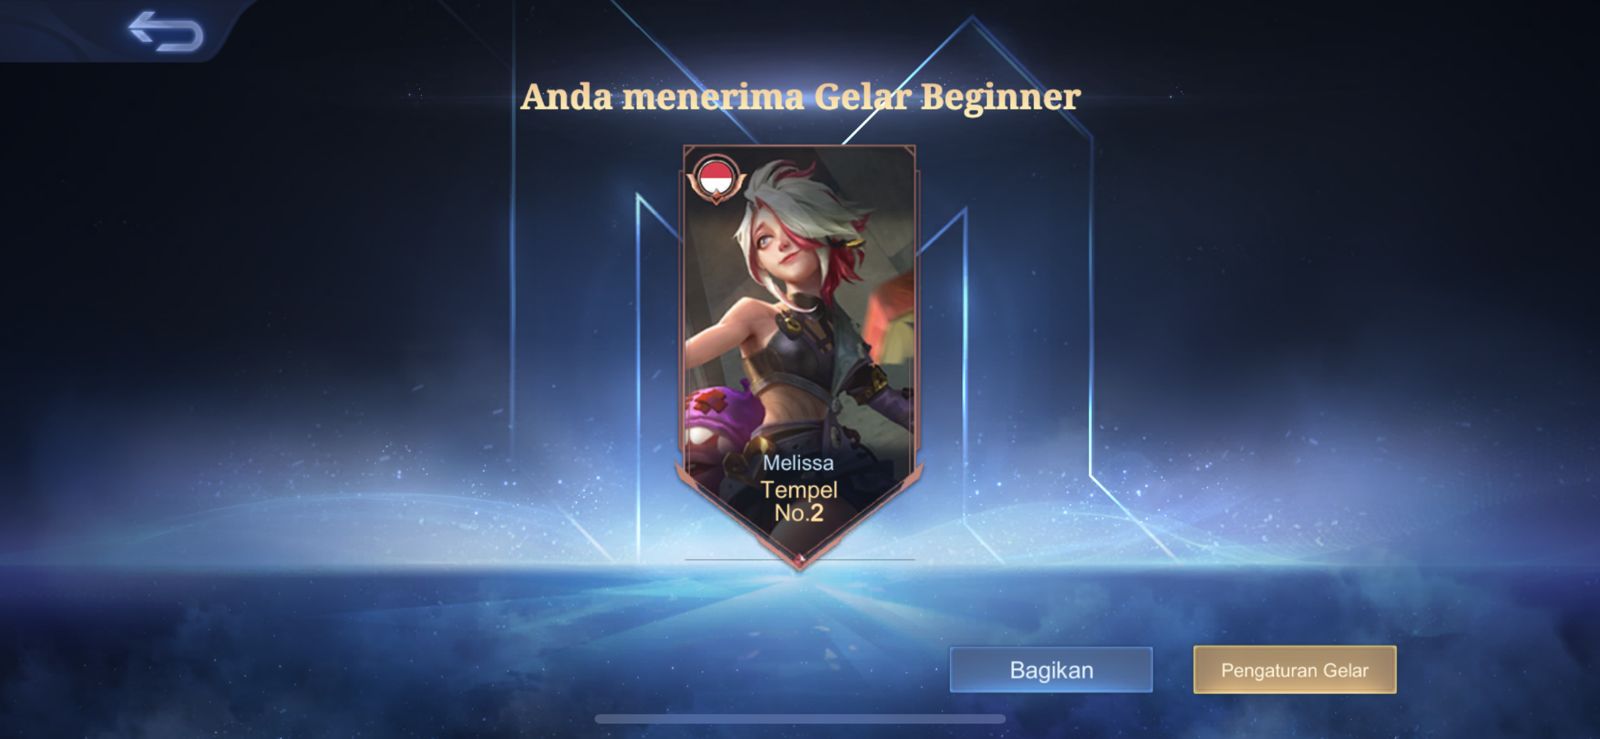 Anda menerima Gelar Beginner
Melissa
Tempel
No.2
Bagikan
Pengaturan Gelar